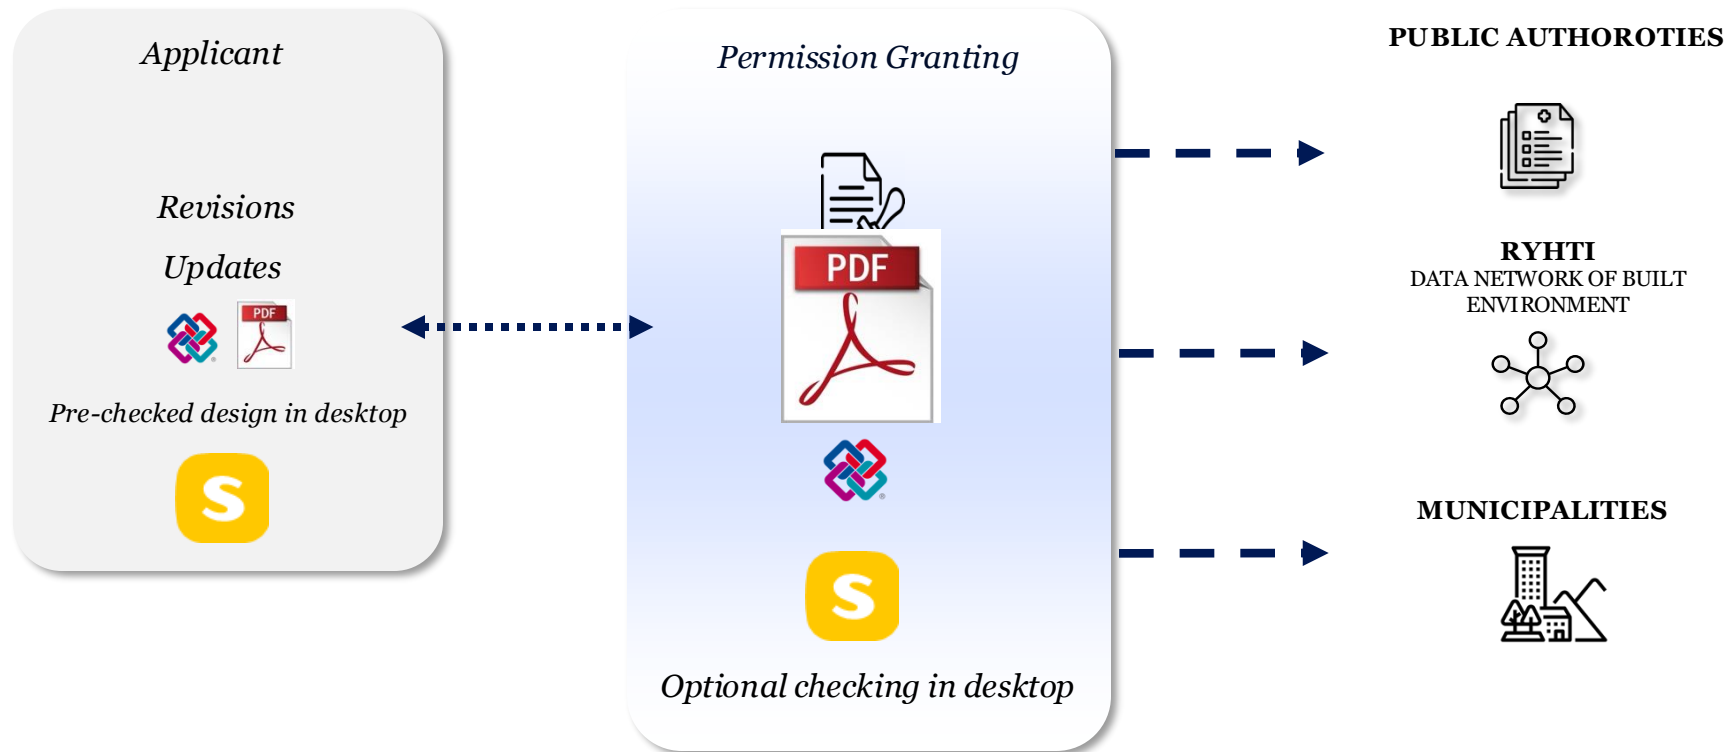 Applicant
Revisions
Updates
PDF
Pre-checked design in desktop
S
Permission Granting
PDF
S
Optional checking in desktop
PUBLIC AUTHOROTIES
RYHTI
DATA NETWORK OF BUILT
ENVIRONMENT
MUNICIPALITIES